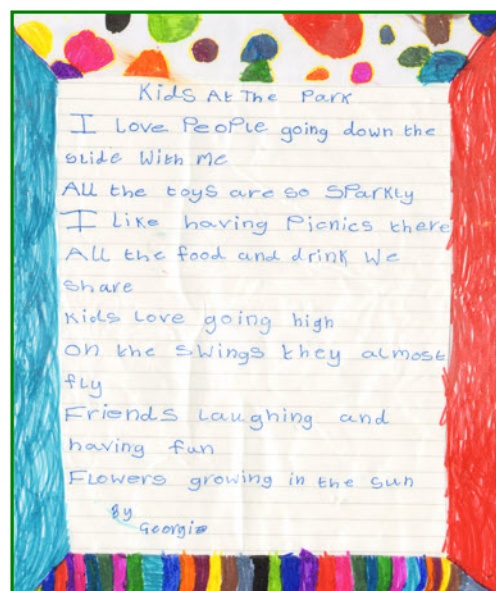 Kids At The Park
I Love PeoPle going down the
slide With me
All the toys are so SParkly
I Like having Picnics there
All the food and drink We
share
Kids Love going high
on the swings they almost
fly
Friends Laughing and
having fun
Flowers growing in the sun
By
Georgia